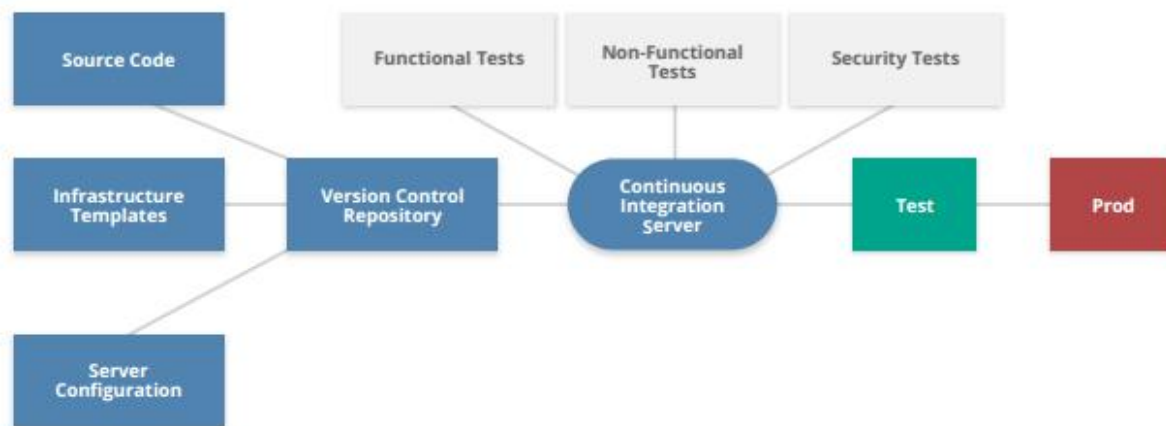 Source Code
Functional Tests
Non-Functional
Tests
Security Tests
Infrastructure
Templates
Version Control
Repository
Continuous
Integration
Server
Test
Prod
Server
Configuration